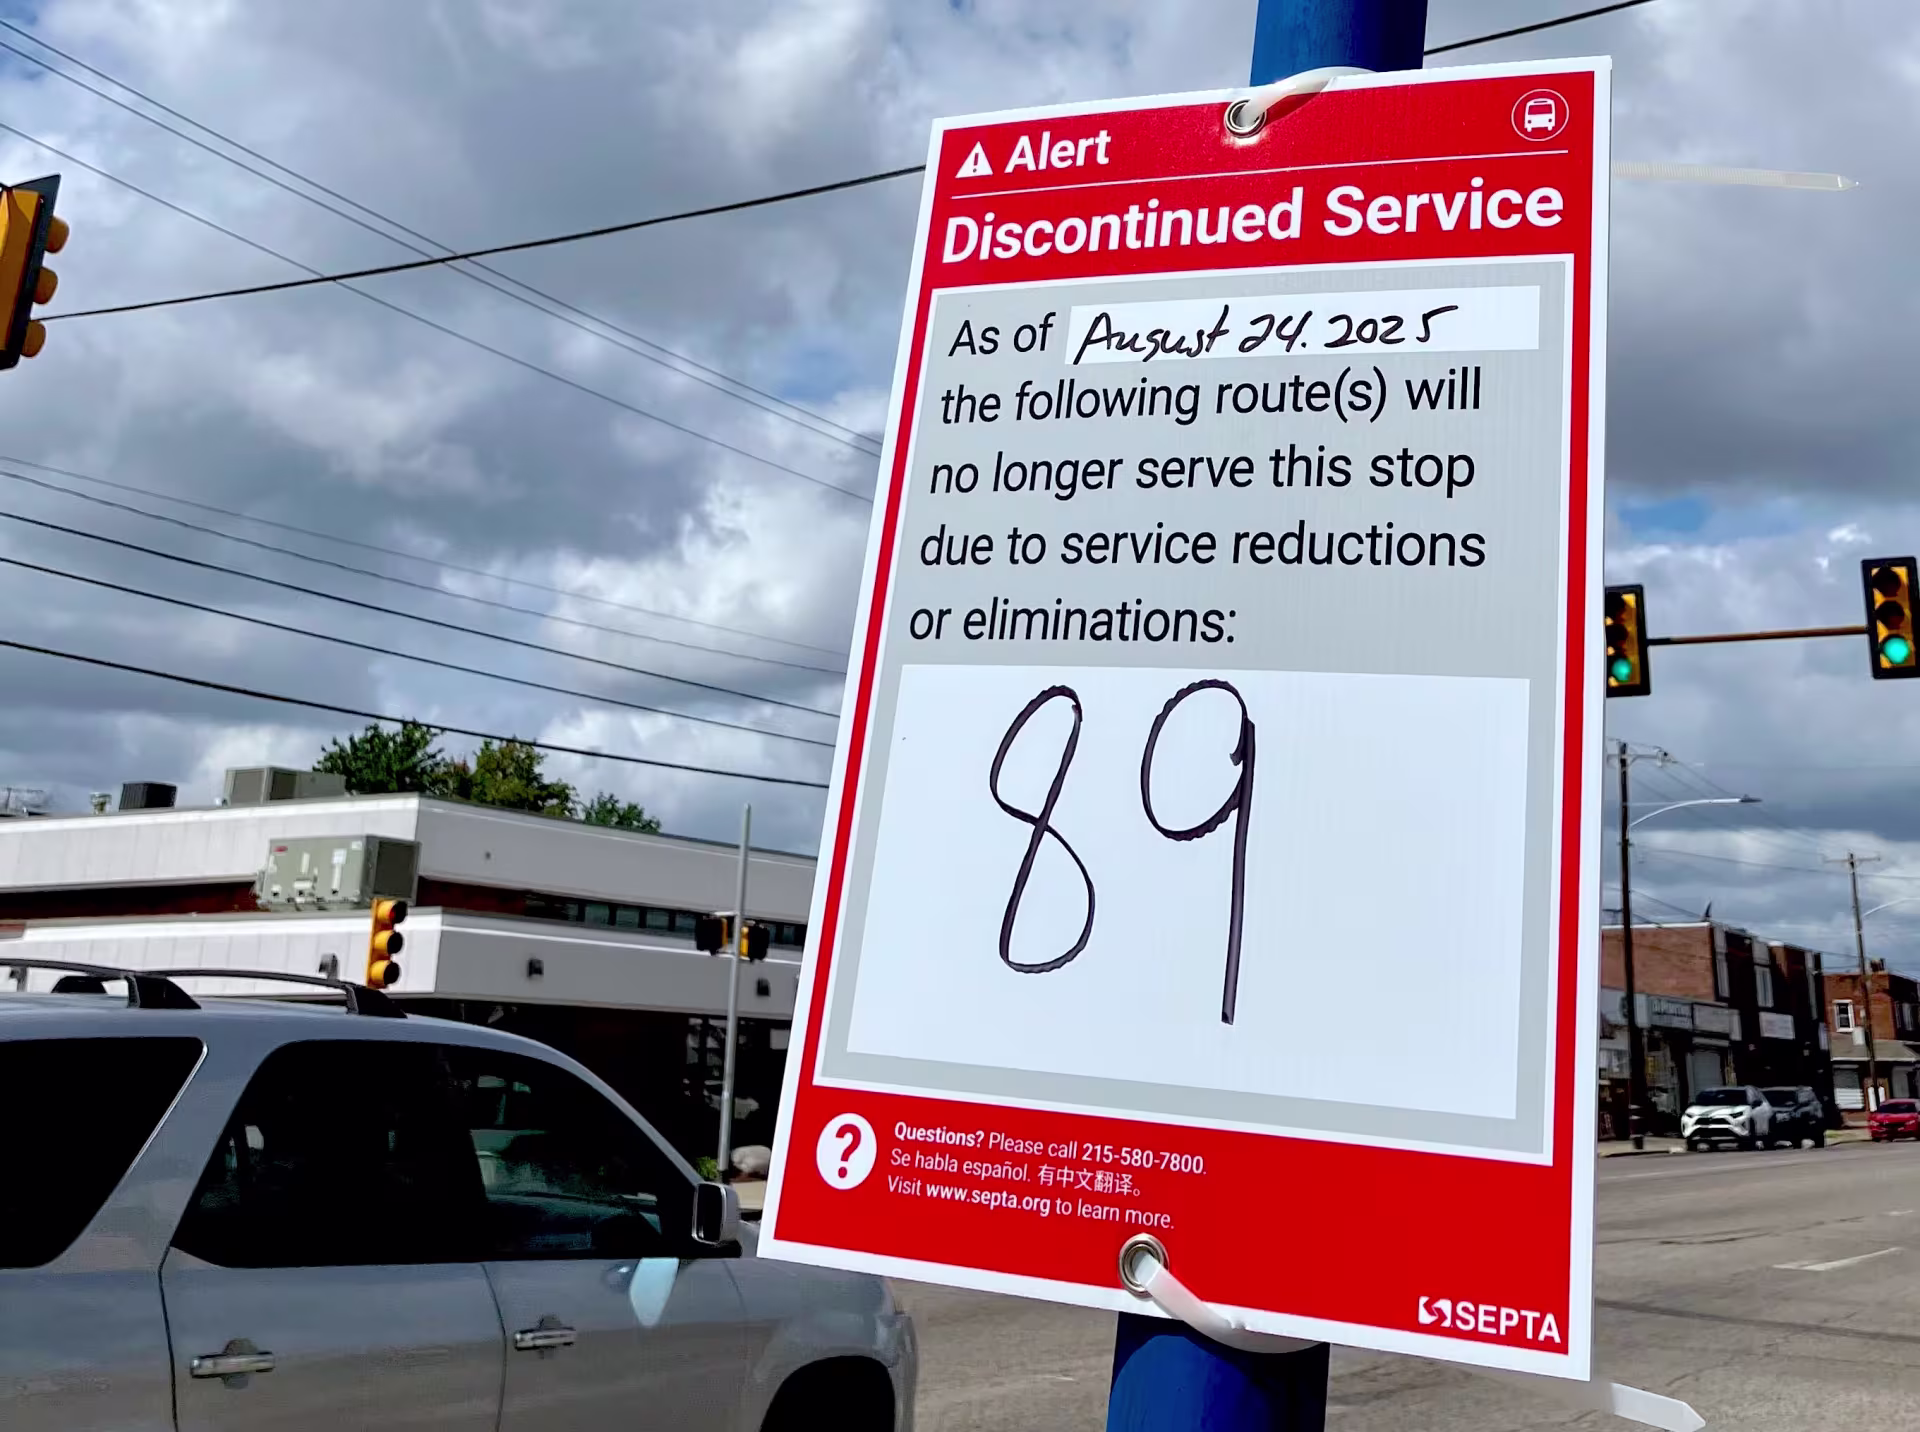 Alert
Discontinued Service
As of August 24. 2025
the following route(s) will
no longer serve this stop
due to service reductions
or eliminations:
89
Questions? Please call 215-580-7800.
Se habla español. 有中文翻译。
Visit www.septa.org to learn more.
SEPTA